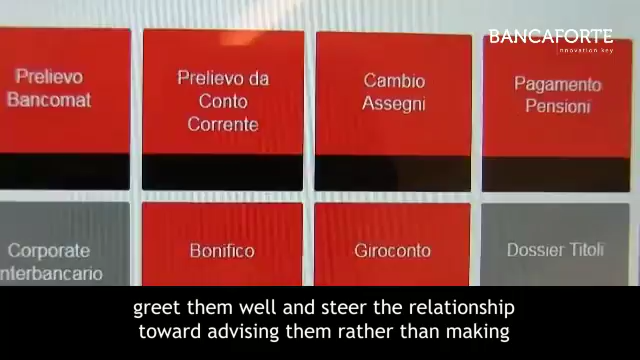 BANCAFORTE
innovation key
Prelievo
Bancomat
Prelievo da
Conto
Corrente
Cambio
Assegni
Pagamento
Pensioni
Corporate
Interbancario
Bonifico
Giroconto
Dossier Titoli
greet them well and steer the relationship
toward advising them rather than making